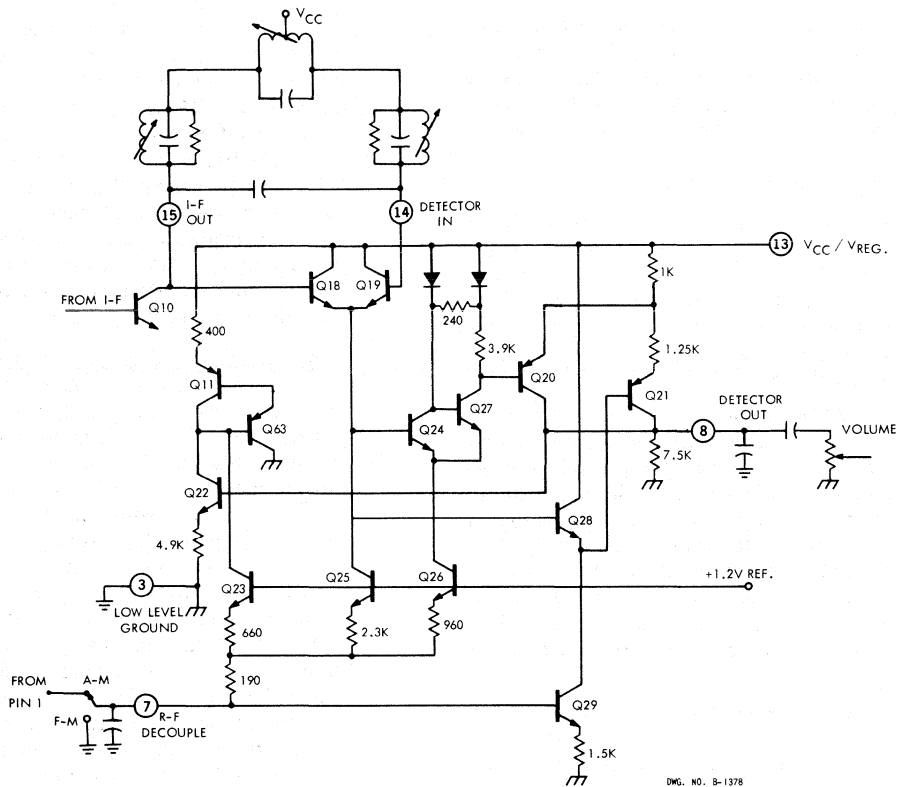 VCC
15
I-F
OUT
14
DETECTOR
IN
13
VCC / VREG.
FROM I-F
Q10
Q18
Q19
1K
240
400
3.9K
1.25K
Q11
Q20
Q21
Q63
Q24
Q27
DETECTOR
OUT
8
VOLUME
7.5K
Q22
Q28
4.9K
Q23
Q25
Q26
+1.2V REF.
3
LOW LEVEL
GROUND
660
2.3K
960
190
FROM
PIN 1
A-M
F-M
7
R-F
DECOUPLE
Q29
1.5K
DWG. NO. B-1378